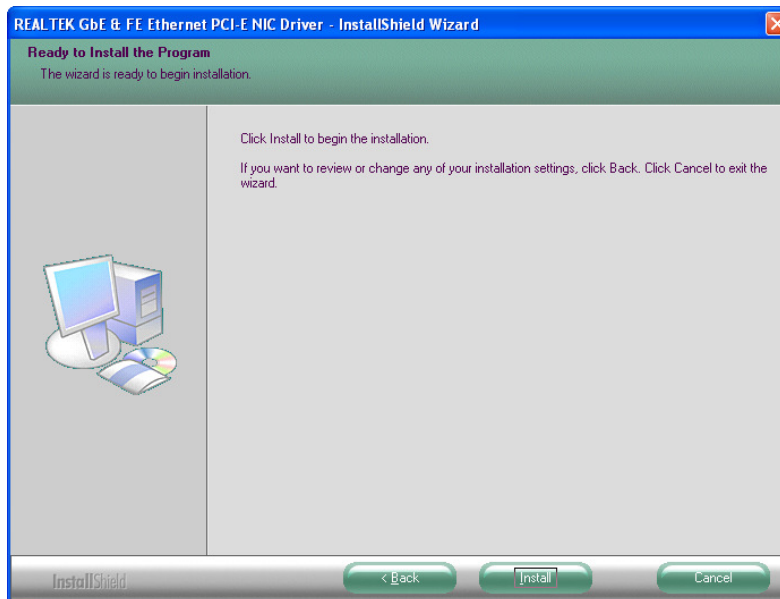 REALTEK GbE & FE Ethernet PCI-E NIC Driver - InstallShield Wizard
Ready to Install the Program
The wizard is ready to begin installation.
Click Install to begin the installation.
If you want to review or change any of your installation settings, click Back. Click Cancel to exit the
wizard.
InstallShield
< Back
Install
Cancel